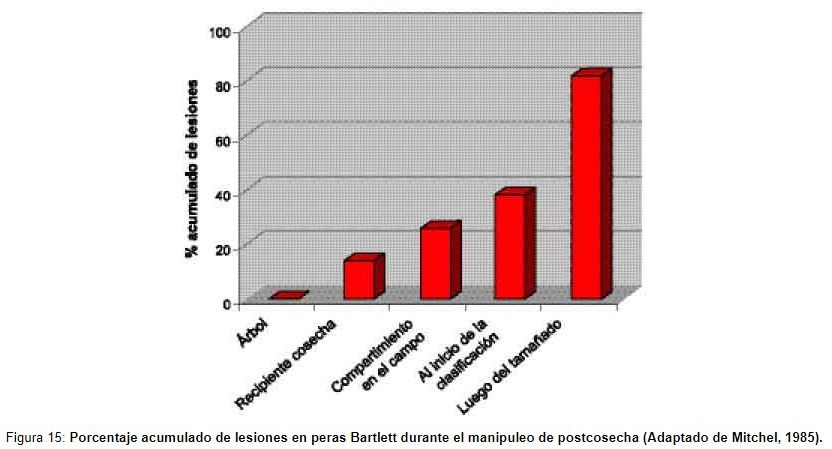 % acumulado de lesiones
100
80
60
40
20
0
Árbol
Recipiente cosecha
Compartimiento
en el campo
Al inicio de la
clasificación
Luego del tamañado
Figura 15: Porcentaje acumulado de lesiones en peras Bartlett durante el manipuleo de postcosecha (Adaptado de Mitchel, 1985).